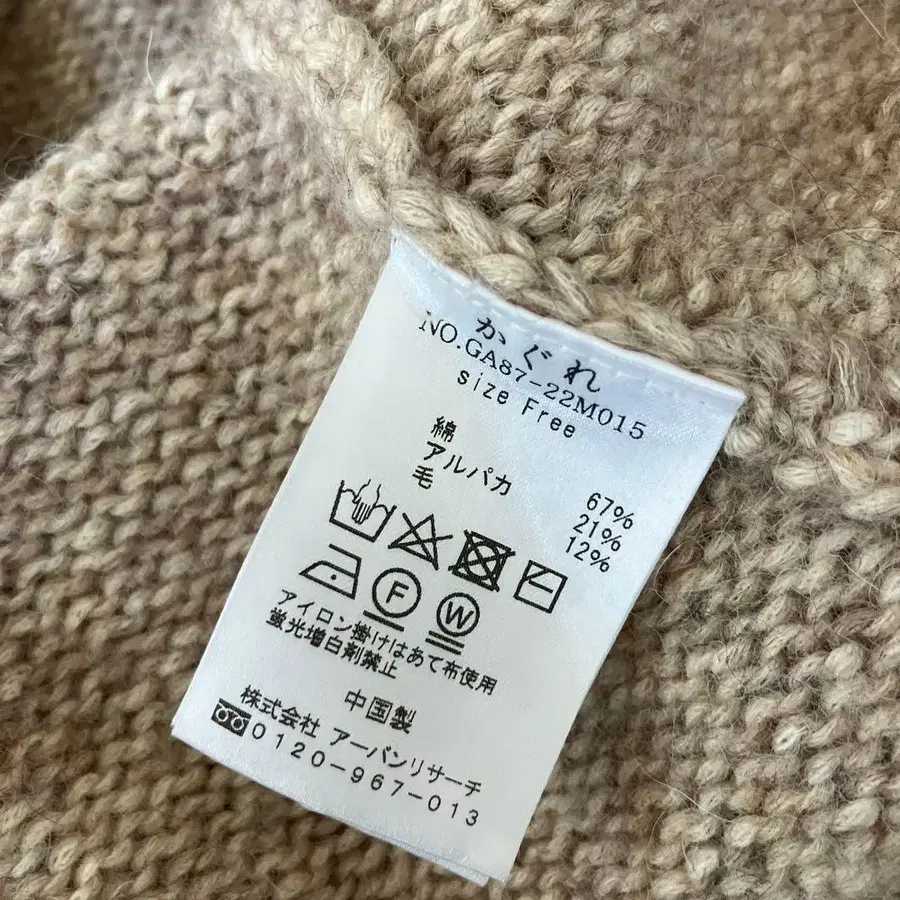 かぐれ
NO.GA87-22M015
Size Free
綿 67%
アルパカ 21%
毛 12%
F W
アイロン掛けはあて布使用
蛍光増白剤禁止
中国製
株式会社 アーバンリサーチ
0120-967-013